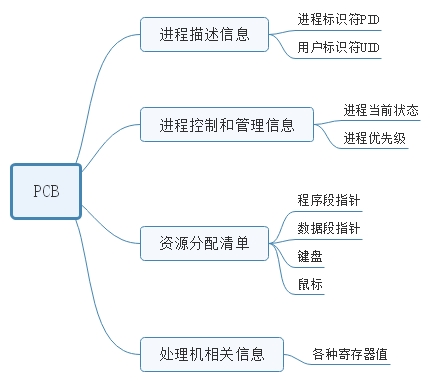 PCB
进程描述信息
进程标识符PID
用户标识符UID
进程控制和管理信息
进程当前状态
进程优先级
资源分配清单
程序段指针
数据段指针
键盘
鼠标
处理机相关信息
各种寄存器值